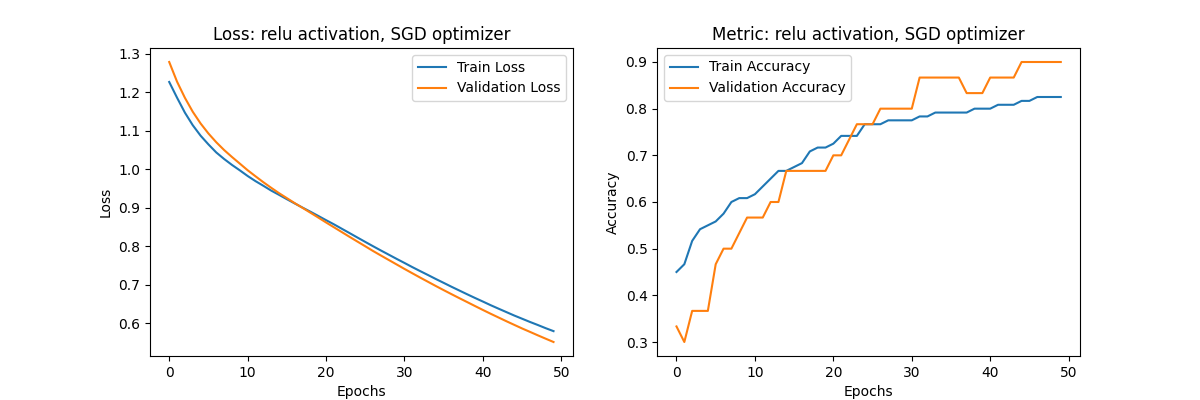 Loss: relu activation, SGD optimizer
1.3
1.2
1.1
1.0
0.9
0.8
0.7
0.6
Loss
Train Loss
Validation Loss
0 10 20 30 40 50
Epochs
Metric: relu activation, SGD optimizer
0.9
0.8
0.7
0.6
0.5
0.4
0.3
Accuracy
Train Accuracy
Validation Accuracy
0 10 20 30 40 50
Epochs